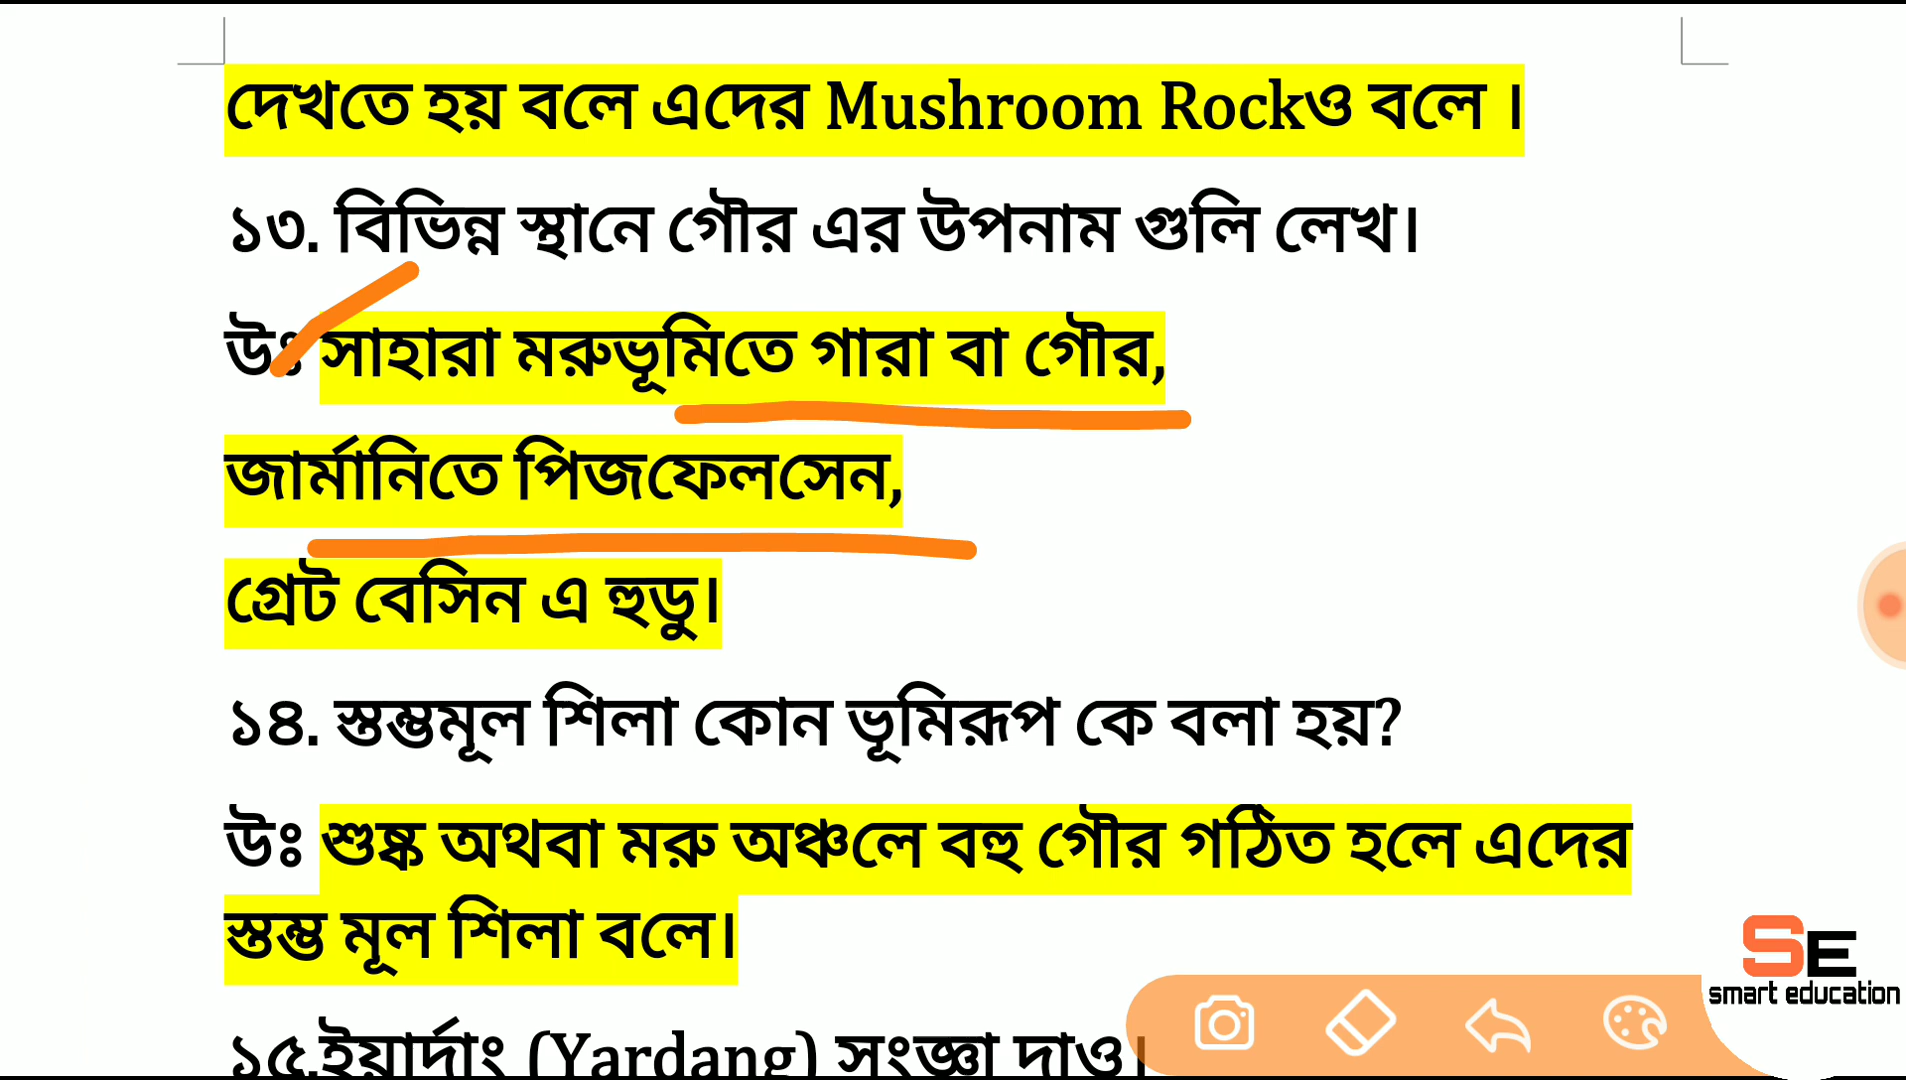 দেখতে হয় বলে এদের Mushroom Rockও বলে ।
১৩. বিভিন্ন স্থানে গৌর এর উপনাম গুলি লেখ।
উঃ সাহারা মরুভূমিতে গারা বা গৌর,
জার্মানিতে পিজফেলসেন,
গ্রেট বেসিন এ হুডু।
১৪. স্তম্ভমূল শিলা কোন ভূমিরূপ কে বলা হয়?
উঃ শুষ্ক অথবা মরু অঞ্চলে বহু গৌর গঠিত হলে এদের
স্তম্ভ মূল শিলা বলে।
SE
smart education
১৫.ইয়ার্দাং (Yardang) সংজ্ঞা দাও।